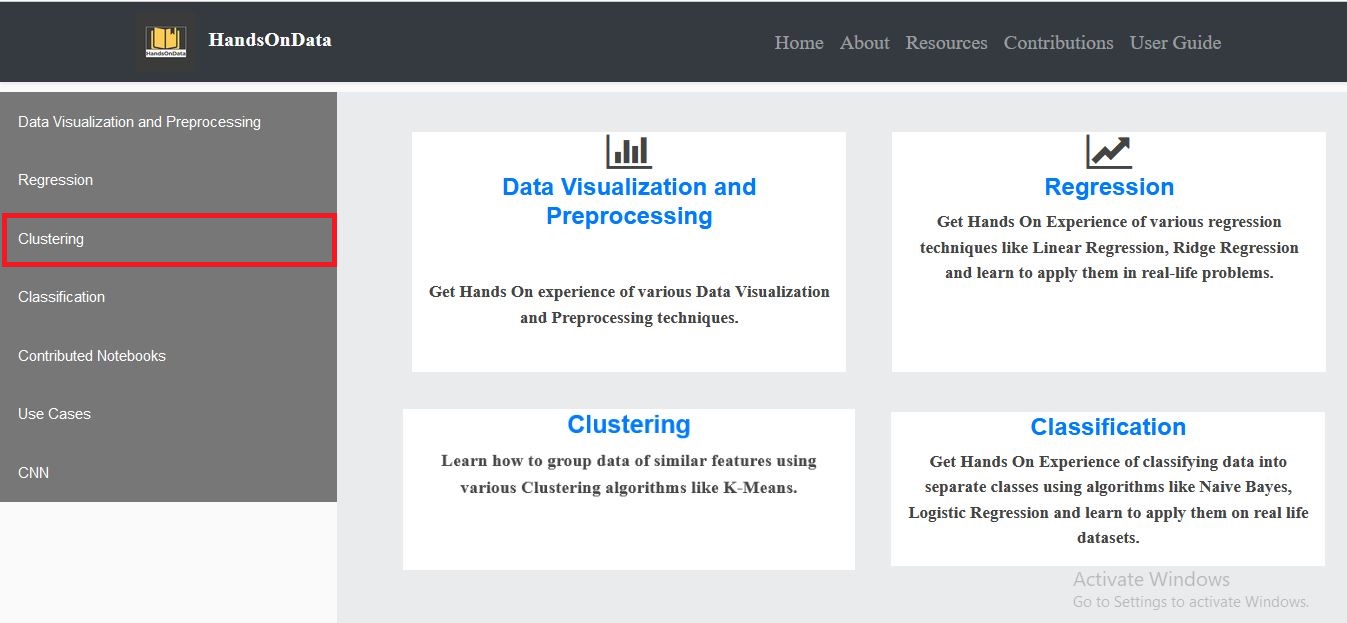 HandsOnData
HandsOnData
Home About Resources Contributions User Guide
Data Visualization and Preprocessing
Regression
Clustering
Classification
Contributed Notebooks
Use Cases
CNN
Data Visualization and
Preprocessing
Get Hands On experience of various Data Visualization
and Preprocessing techniques.
Regression
Get Hands On Experience of various regression
techniques like Linear Regression, Ridge Regression
and learn to apply them in real-life problems.
Clustering
Learn how to group data of similar features using
various Clustering algorithms like K-Means.
Classification
Get Hands On Experience of classifying data into
separate classes using algorithms like Naive Bayes,
Logistic Regression and learn to apply them on real life
datasets.
Activate Windows
Go to Settings to activate Windows.